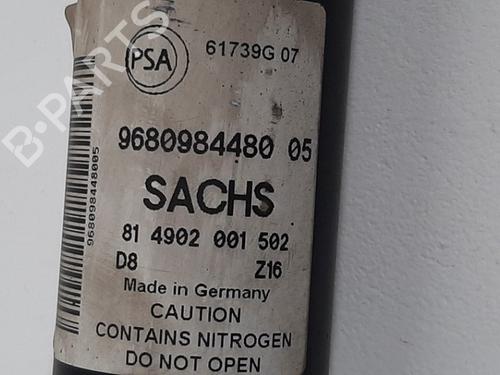 PSA
61739G 07
9680984480 05
SACHS
81 4902 001 502
D8 Z16
Made in Germany
CAUTION
CONTAINS NITROGEN
DO NOT OPEN
968098448005
B-PARTS